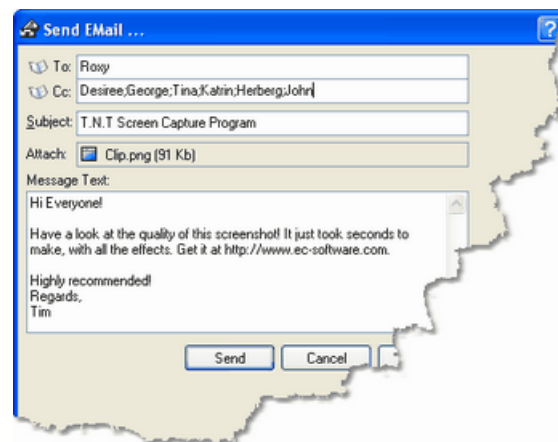 Send EMail ...
?
To: Roxy
Cc: Desiree;George;Tina;Katrin;Herberg;John
Subject: T.N.T Screen Capture Program
Attach: Clip.png (91 Kb)
Message Text:
Hi Everyone!
Have a look at the quality of this screenshot! It just took seconds to
make, with all the effects. Get it at http://www.ec-software.com.
Highly recommended!
Regards,
Tim
Send Cancel